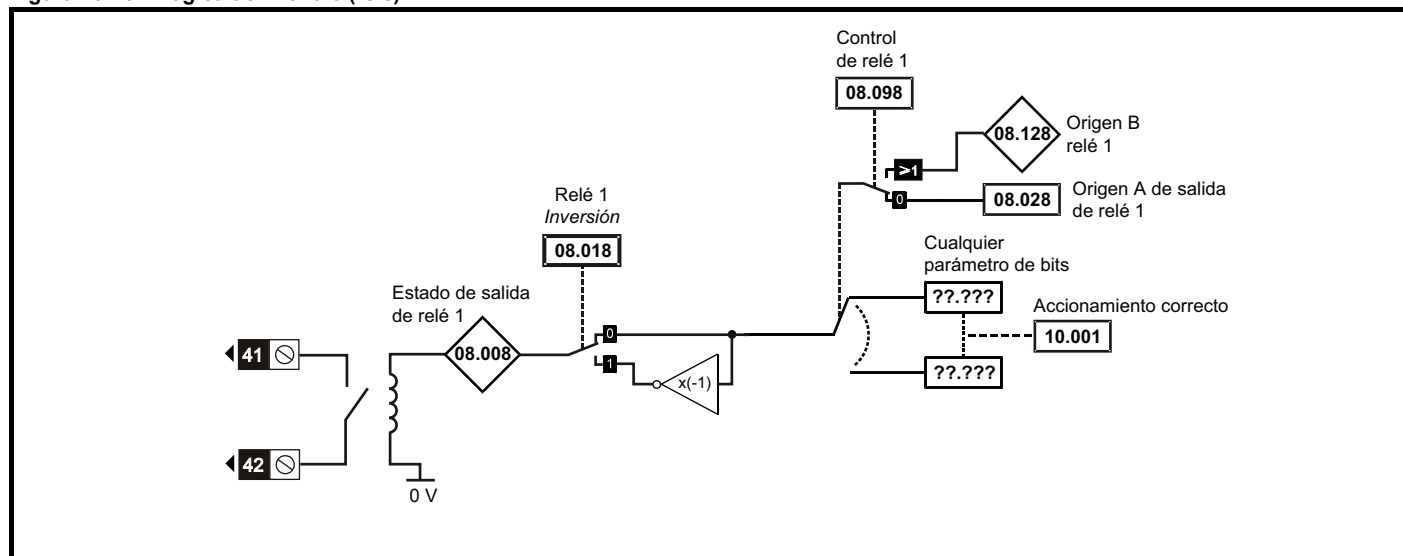 Control
de relé 1
08.098
08.128
Origen B
relé 1
>1
0
08.028
Origen A de salida
de relé 1
Relé 1
Inversión
08.018
Cualquier
parámetro de bits
??.???
Accionamiento correcto
10.001
??.???
Estado de salida
de relé 1
08.008
0
1
x(-1)
41
42
0 V